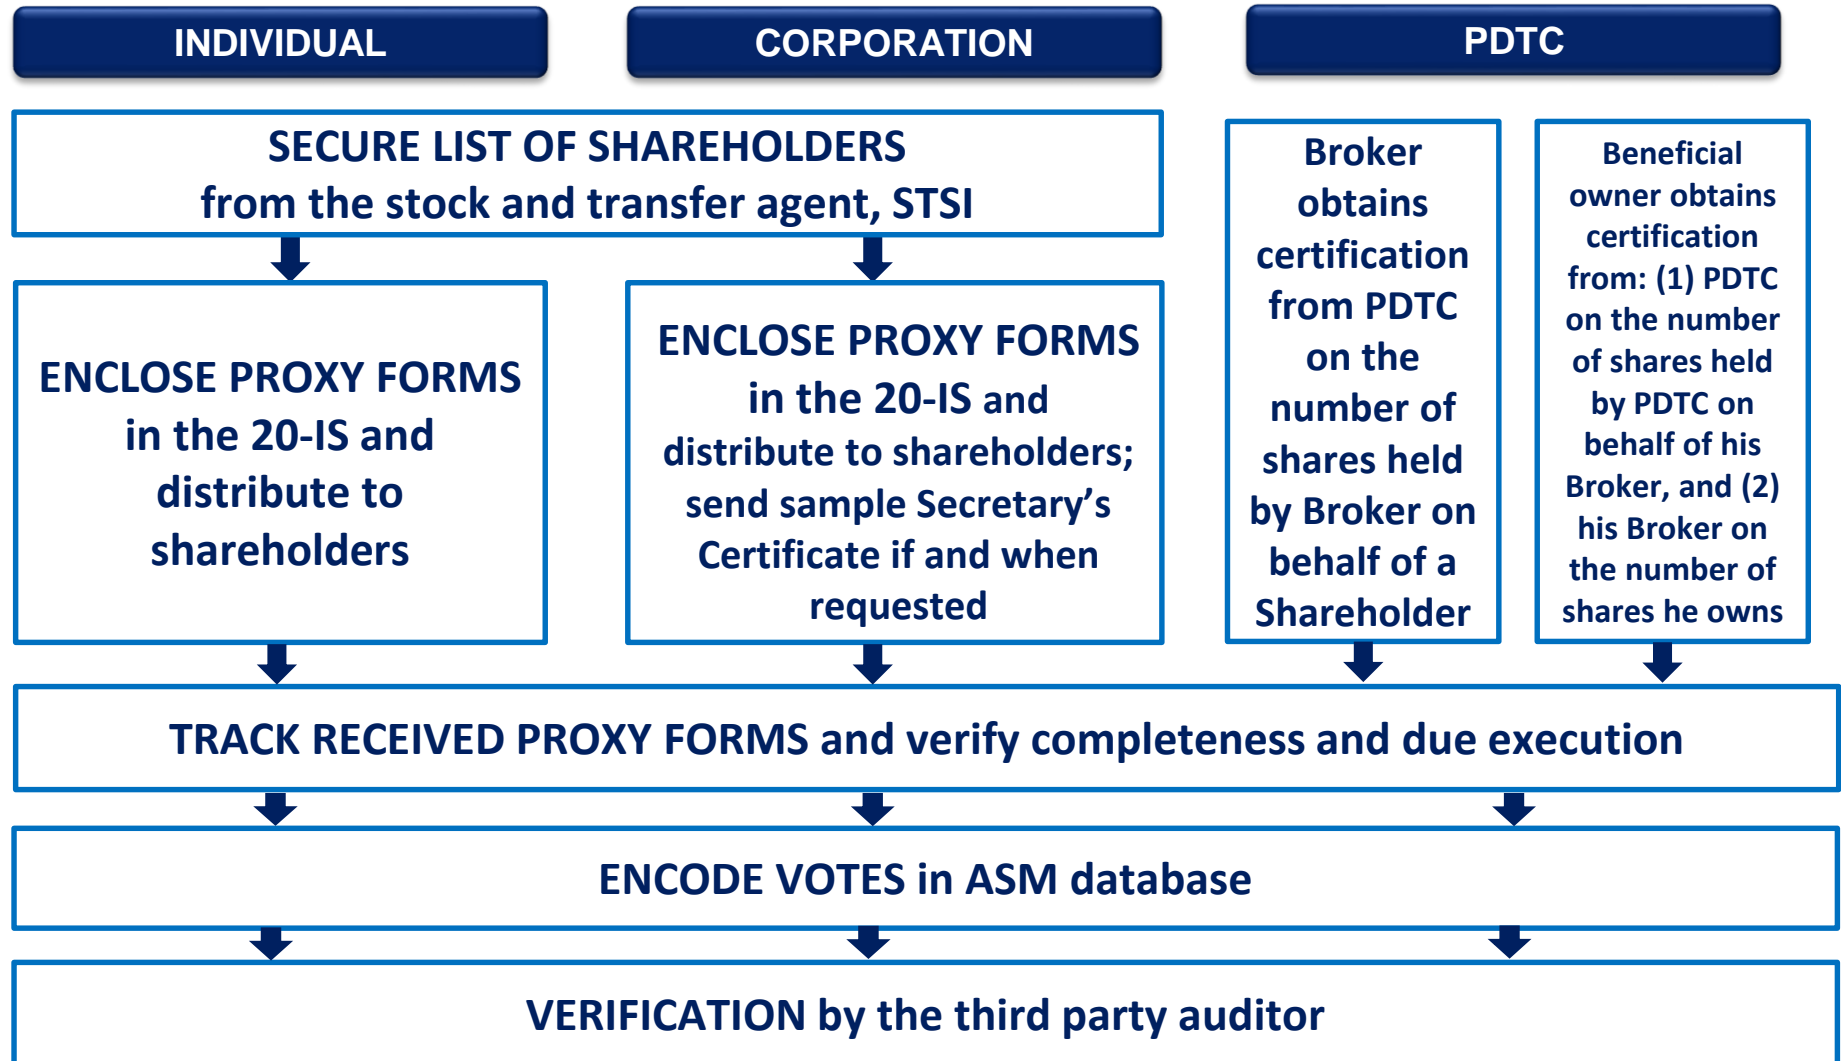 INDIVIDUAL
CORPORATION
PDTC
SECURE LIST OF SHAREHOLDERS
from the stock and transfer agent, STSI
ENCLOSE PROXY FORMS
in the 20-IS and
distribute to
shareholders
ENCLOSE PROXY FORMS
in the 20-IS and
distribute to shareholders;
send sample Secretary’s
Certificate if and when
requested
Broker
obtains
certification
from PDTC
on the
number of
shares held
by Broker on
behalf of a
Shareholder
Beneficial
owner obtains
certification
from: (1) PDTC
on the number
of shares held
by PDTC on
behalf of his
Broker, and (2)
his Broker on
the number of
shares he owns
TRACK RECEIVED PROXY FORMS and verify completeness and due execution
ENCODE VOTES in ASM database
VERIFICATION by the third party auditor